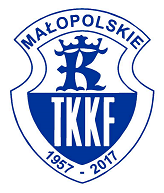 MAŁOPOLSKIE
K
TKKF
1957 - 2017